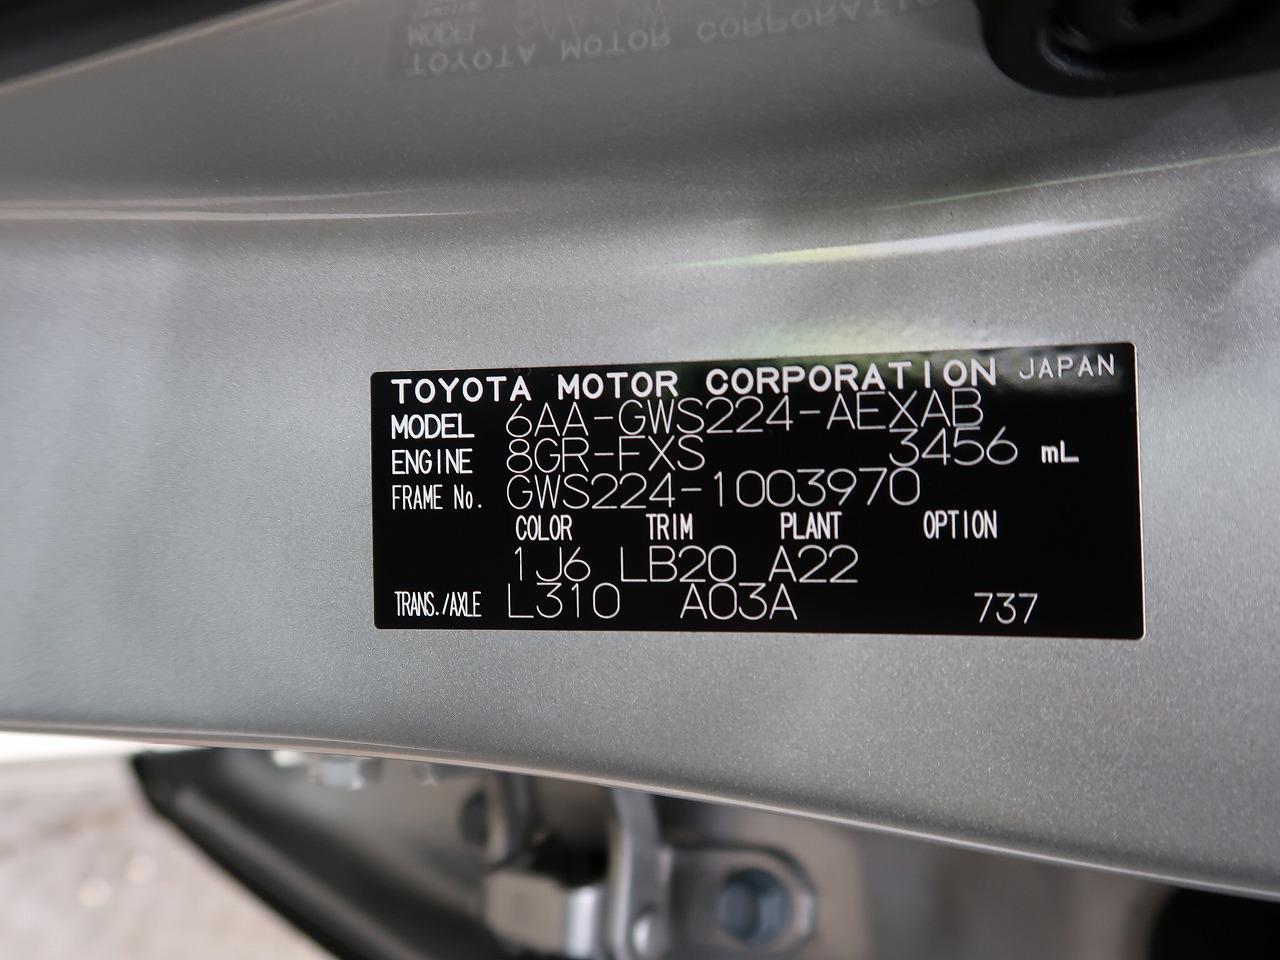 TOYOTA MOTOR CORPORATION JAPAN
MODEL 6AA-GWS224-AEXAB
ENGINE 8GR-FXS 3456 mL
FRAME No. GWS224-1003970
COLOR TRIM PLANT OPTION
1J6 LB20 A22
TRANS./AXLE L310 A03A 737